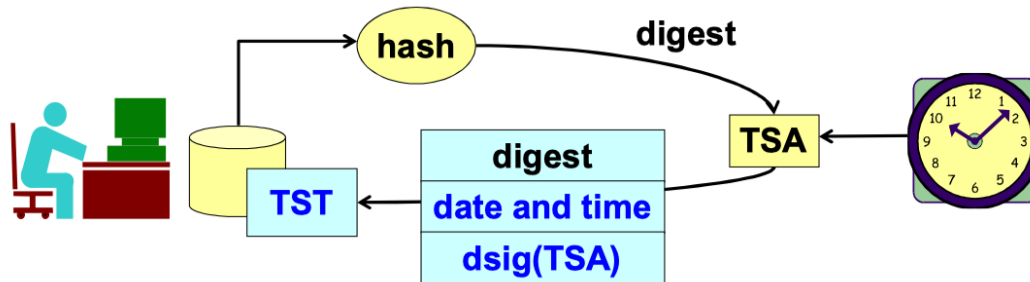 hash
digest
TSA
12
11
1
10
2
9
3
8
4
7
5
6
digest
date and time
dsig(TSA)
TST